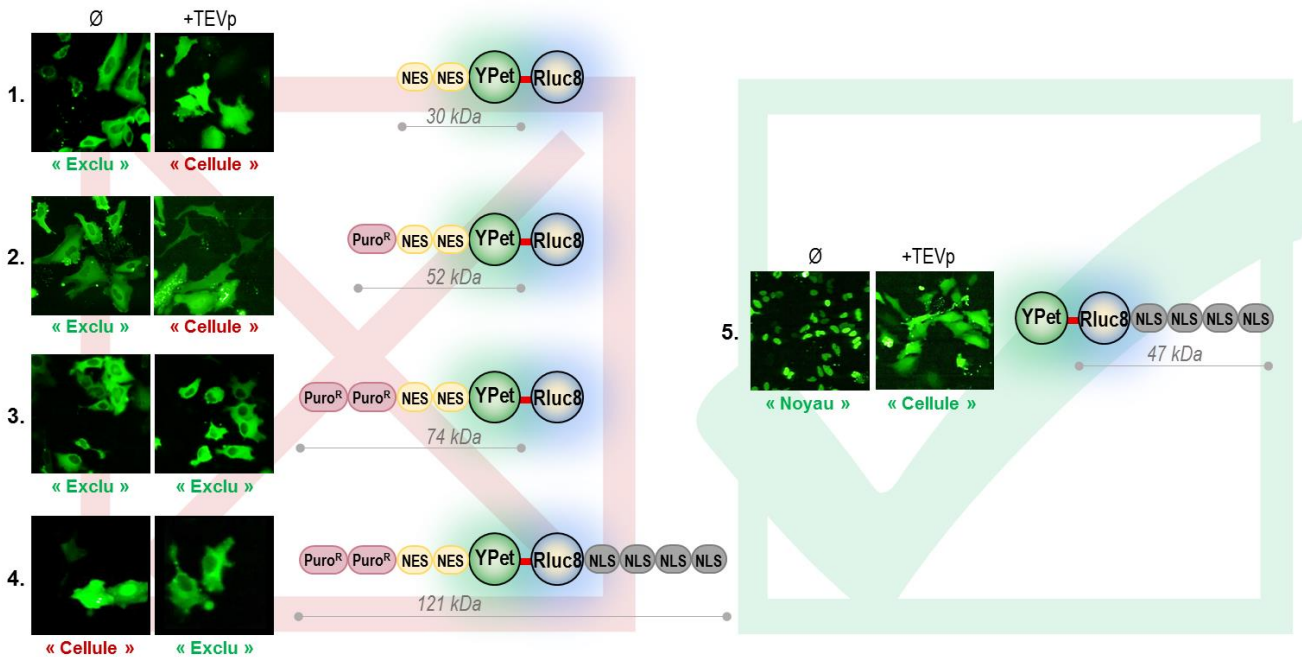 Ø +TEVp
1.
NES NES YPet Rluc8
30 kDa
« Exclu » « Cellule »
2.
PuroR NES NES YPet Rluc8
52 kDa
« Exclu » « Cellule »
3.
PuroR PuroR NES NES YPet Rluc8
74 kDa
« Exclu » « Exclu »
4.
PuroR PuroR NES NES YPet Rluc8 NLS NLS NLS NLS
121 kDa
« Cellule » « Exclu »
Ø +TEVp
5.
YPet Rluc8 NLS NLS NLS NLS
47 kDa
« Noyau » « Cellule »